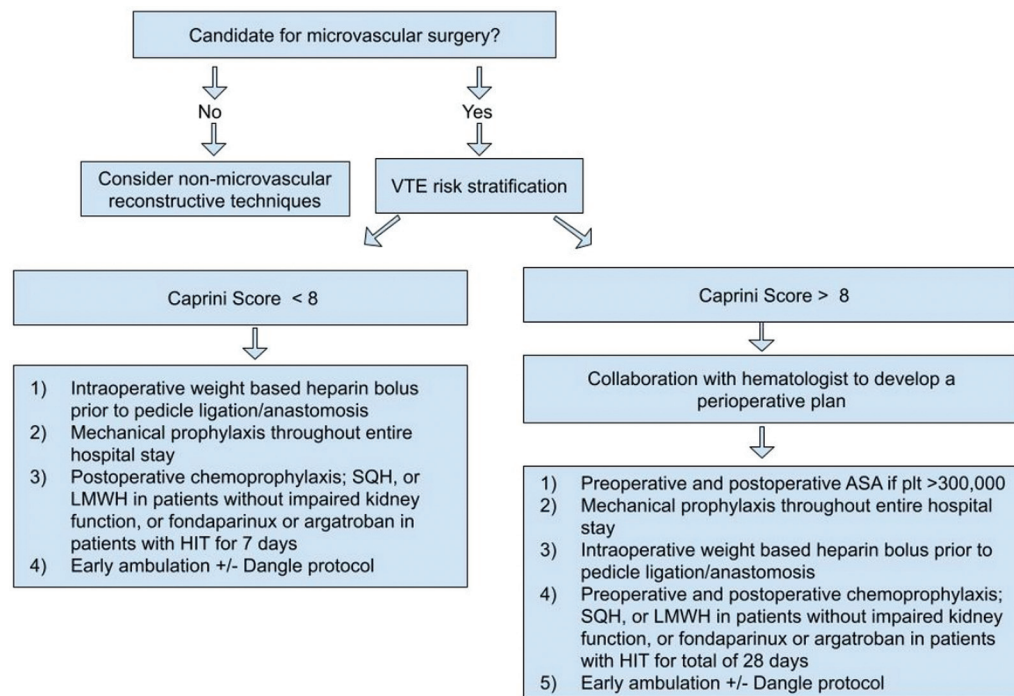 Candidate for microvascular surgery?
No
Yes
Consider non-microvascular
reconstructive techniques
VTE risk stratification
Caprini Score < 8
Caprini Score > 8
1) Intraoperative weight based heparin bolus
prior to pedicle ligation/anastomosis
2) Mechanical prophylaxis throughout entire
hospital stay
3) Postoperative chemoprophylaxis; SQH, or
LMWH in patients without impaired kidney
function, or fondaparinux or argatroban in
patients with HIT for 7 days
4) Early ambulation +/- Dangle protocol
Collaboration with hematologist to develop a
perioperative plan
1) Preoperative and postoperative ASA if plt >300,000
2) Mechanical prophylaxis throughout entire hospital
stay
3) Intraoperative weight based heparin bolus prior to
pedicle ligation/anastomosis
4) Preoperative and postoperative chemoprophylaxis;
SQH, or LMWH in patients without impaired kidney
function, or fondaparinux or argatroban in patients
with HIT for total of 28 days
5) Early ambulation +/- Dangle protocol